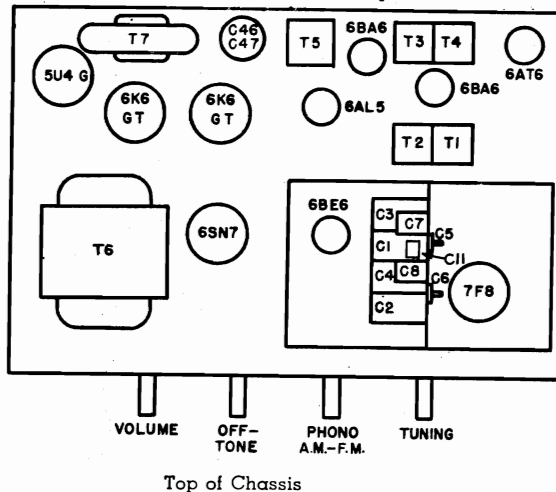 T7
C46
C47
T5
6BA6
T3 T4
6AT6
5U4 G
6K6
GT
6K6
GT
6AL5
6BA6
T2 T1
T6
6SN7
6BE6
C3
C7
C5
C1
C11
C4
C8
C6
C2
7F8
VOLUME
OFF-
TONE
PHONO
A.M.-F.M.
TUNING
Top of Chassis